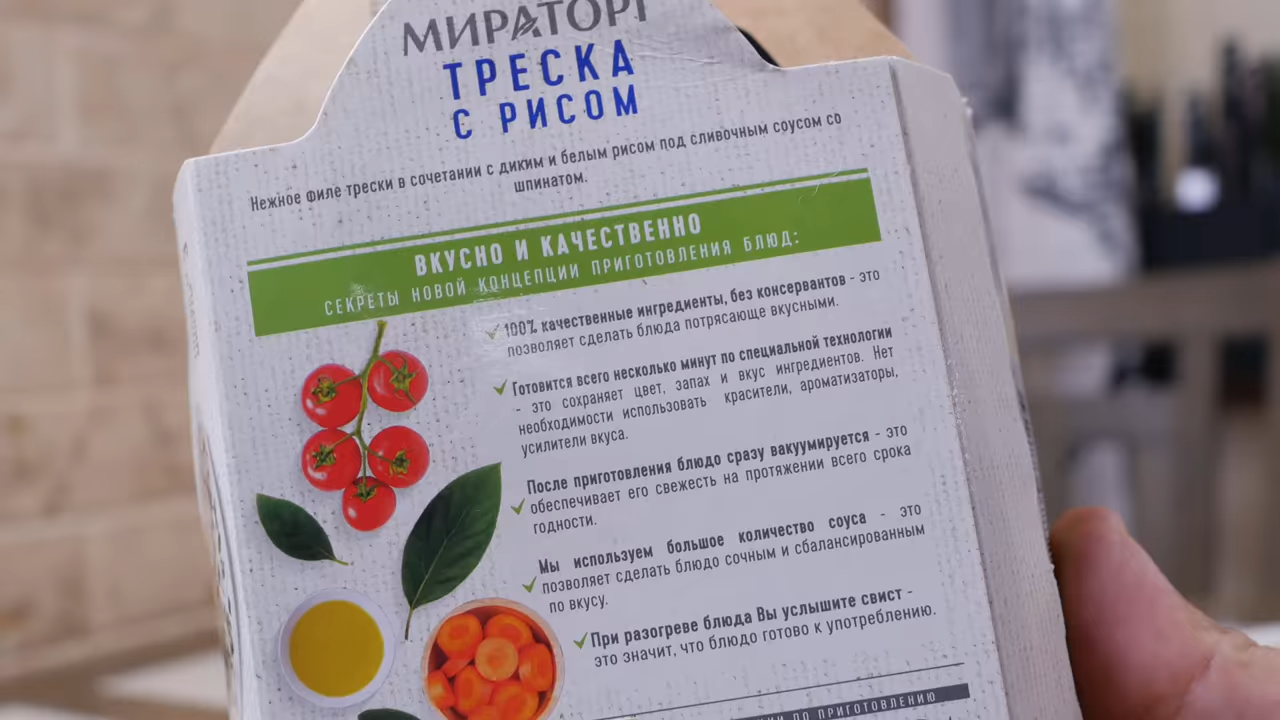 МИРАТОРГ
ТРЕСКА
С РИСОМ
Нежное филе трески в сочетании с диким и белым рисом под сливочным соусом со
шпинатом.
ВКУСНО И КАЧЕСТВЕННО
СЕКРЕТЫ НОВОЙ КОНЦЕПЦИИ ПРИГОТОВЛЕНИЯ БЛЮД:
100% качественные ингредиенты, без консервантов - это
позволяет сделать блюда потрясающе вкусными.
Готовится всего несколько минут по специальной технологии
- это сохраняет цвет, запах и вкус ингредиентов. Нет
необходимости использовать красители, ароматизаторы,
усилители вкуса.
После приготовления блюдо сразу вакуумируется - это
обеспечивает его свежесть на протяжении всего срока
годности.
Мы используем большое количество соуса - это
позволяет сделать блюдо сочным и сбалансированным
по вкусу.
При разогреве блюда Вы услышите свист -
это значит, что блюдо готово к употреблению.
ПО ПРИГОТОВЛЕНИЮ